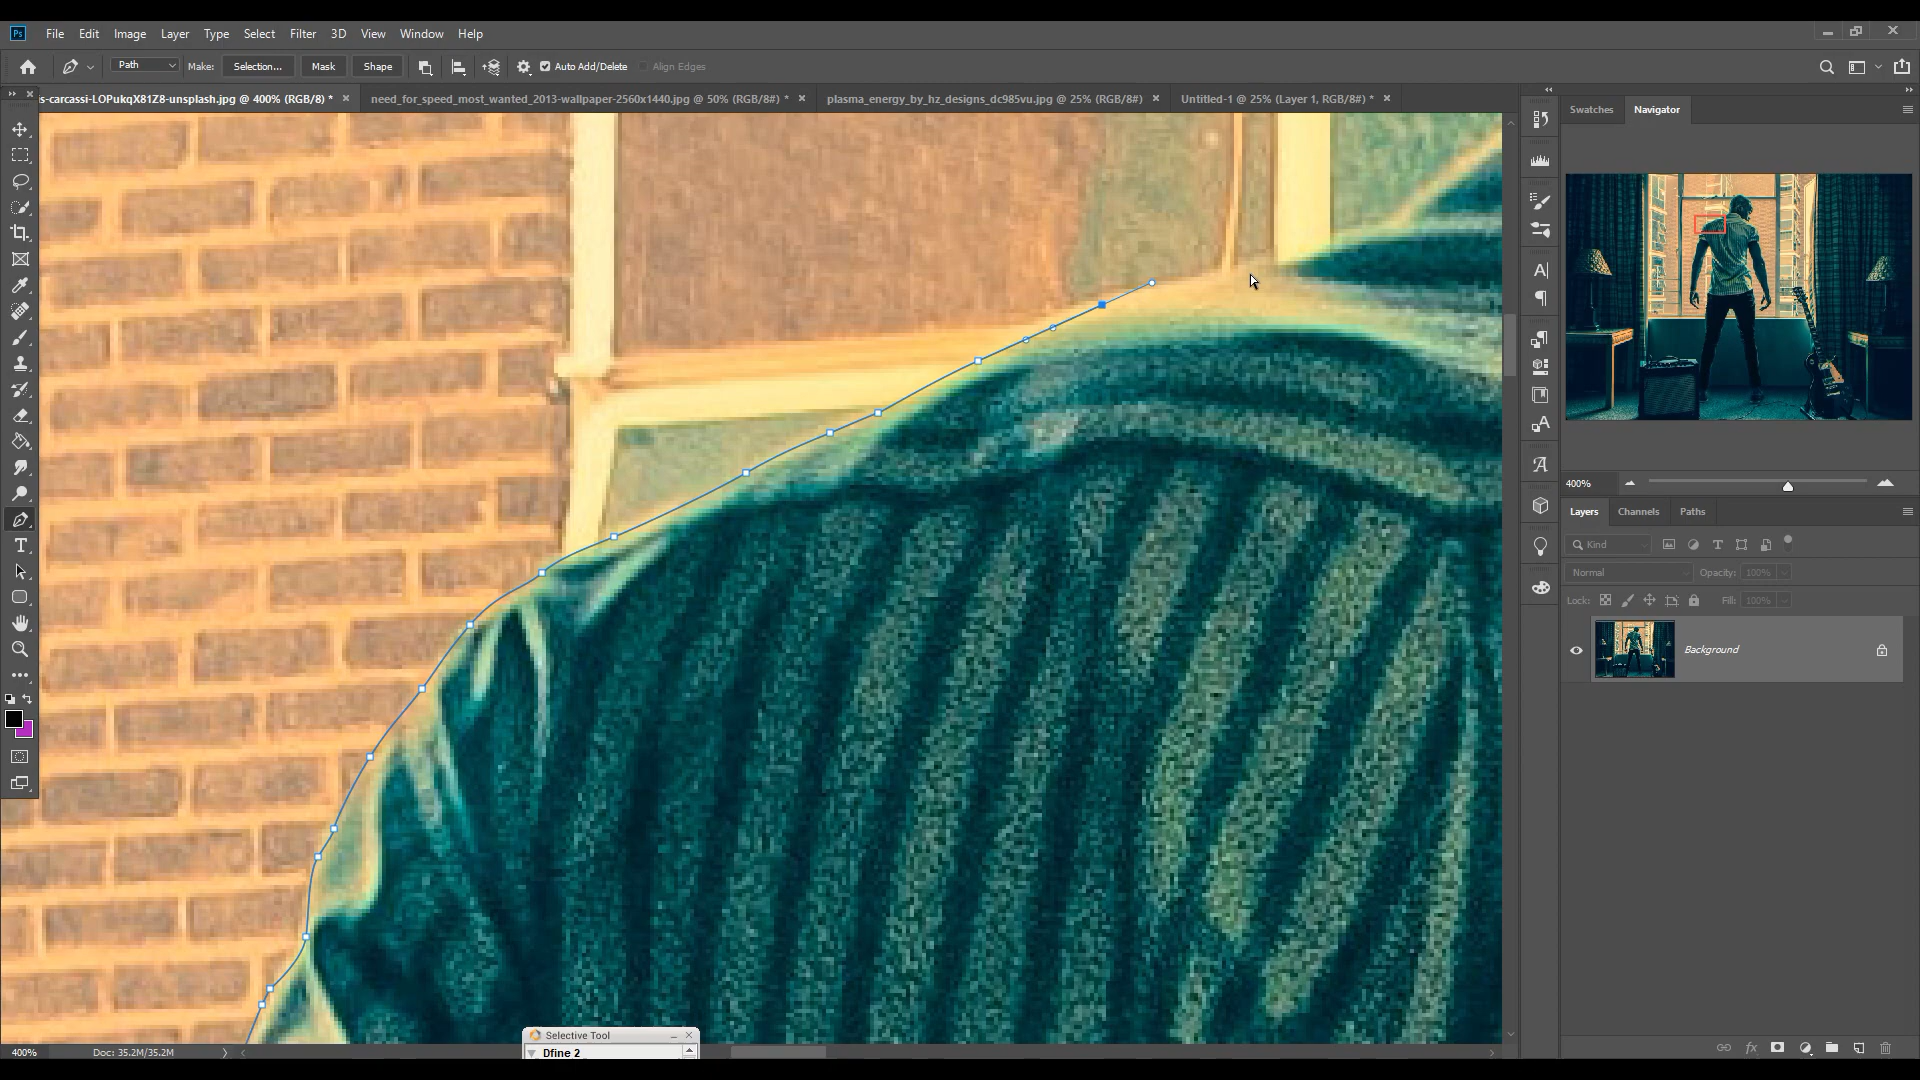 Ps File Edit Image Layer Type Select Filter 3D View Window Help
Path Make: Selection... Mask Shape Auto Add/Delete Align Edges
s-carcassi-LOPukqX81Z8-unsplash.jpg @ 400% (RGB/8) * need_for_speed_most_wanted_2013-wallpaper-2560x1440.jpg @ 50% (RGB/8#) * plasma_energy_by_hz_designs_dc985vu.jpg @ 25% (RGB/8#) Untitled-1 @ 25% (Layer 1, RGB/8#) *
Swatches Navigator
400%
Layers Channels Paths
Kind
Normal Opacity: 100%
Lock: Fill: 100%
Background
Selective Tool
Dfine 2
400% Doc: 35.2M/35.2M